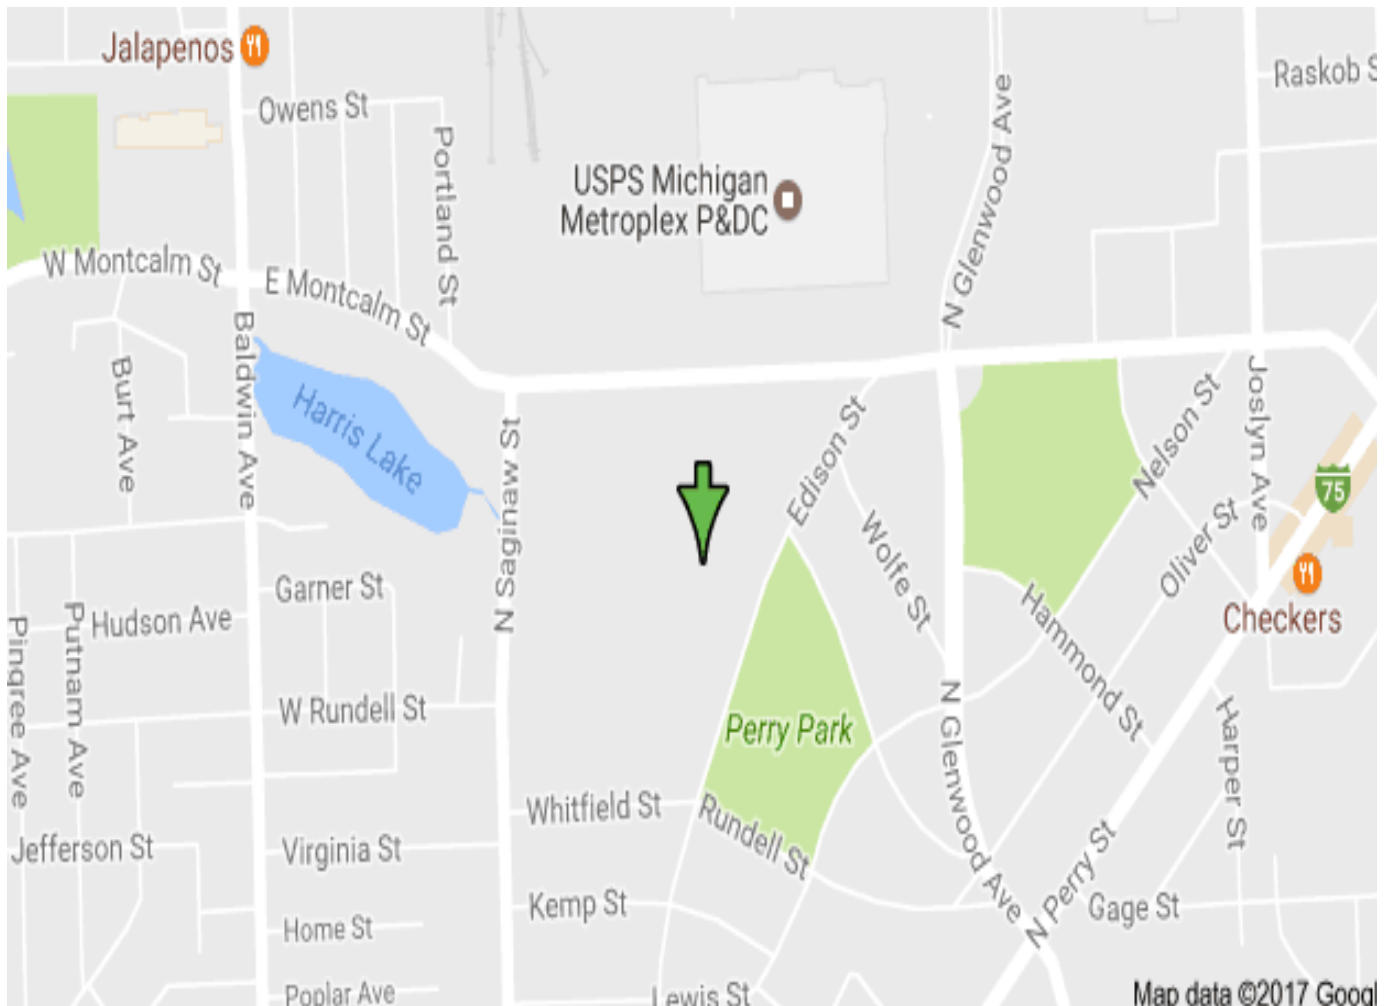 Jalapenos
Raskob S
Owens St
Portland St
N Glenwood Ave
USPS Michigan
Metroplex P&DC
W Montcalm St
E Montcalm St
Baldwin Ave
Burt Ave
Harris Lake
N Saginaw St
Edison St
Nelson St
Joslyn Ave
75
Oliver St
Wolfe St
Garner St
Hudson Ave
Putnam Ave
Pingree Ave
Checkers
Hammond St
W Rundell St
Perry Park
N Glenwood Ave
Harper St
Whitfield St
Rundell St
Jefferson St
Virginia St
Kemp St
N Perry St
Gage St
Home St
Poplar Ave
Lewis St
Map data ©2017 Googl